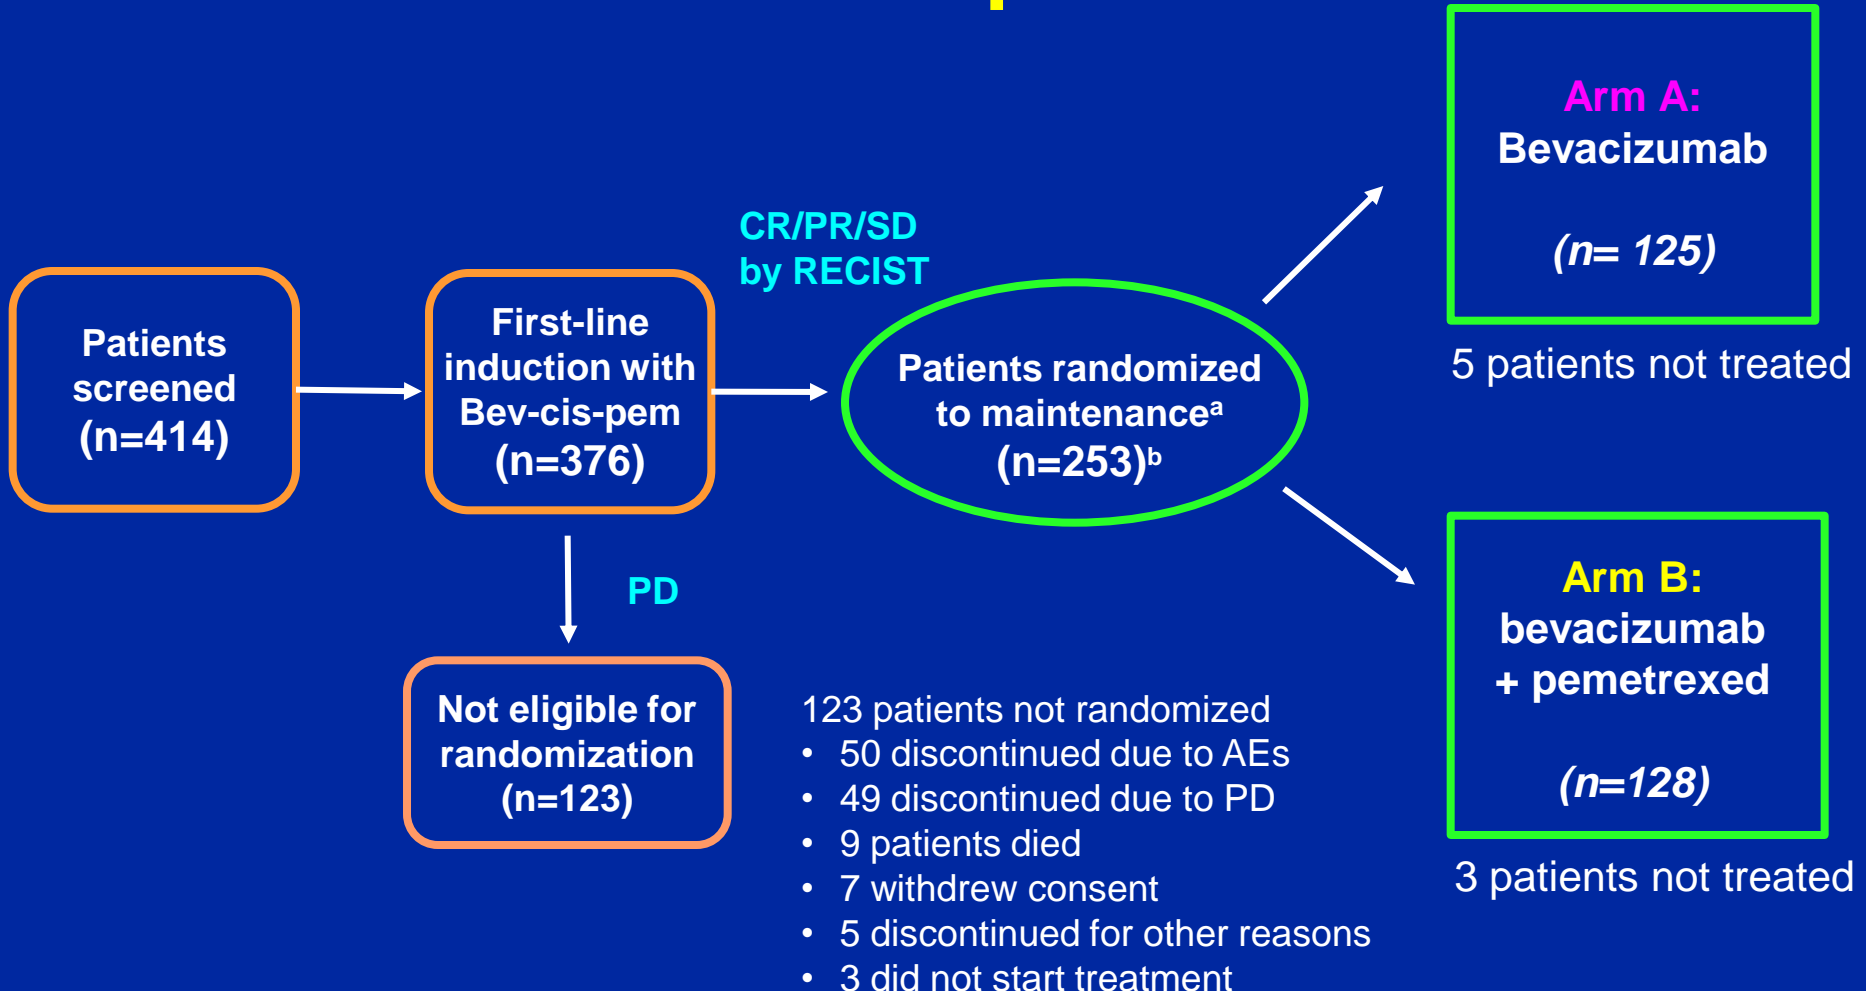 Patients
screened
(n=414)
First-line
induction with
Bev-cis-pem
(n=376)
CR/PR/SD
by RECIST
Patients randomized
to maintenanceᵃ
(n=253)ᵇ
Arm A:
Bevacizumab
(n= 125)
5 patients not treated
PD
Not eligible for
randomization
(n=123)
123 patients not randomized
• 50 discontinued due to AEs
• 49 discontinued due to PD
• 9 patients died
• 7 withdrew consent
• 5 discontinued for other reasons
• 3 did not start treatment
Arm B:
bevacizumab
+ pemetrexed
(n=128)
3 patients not treated